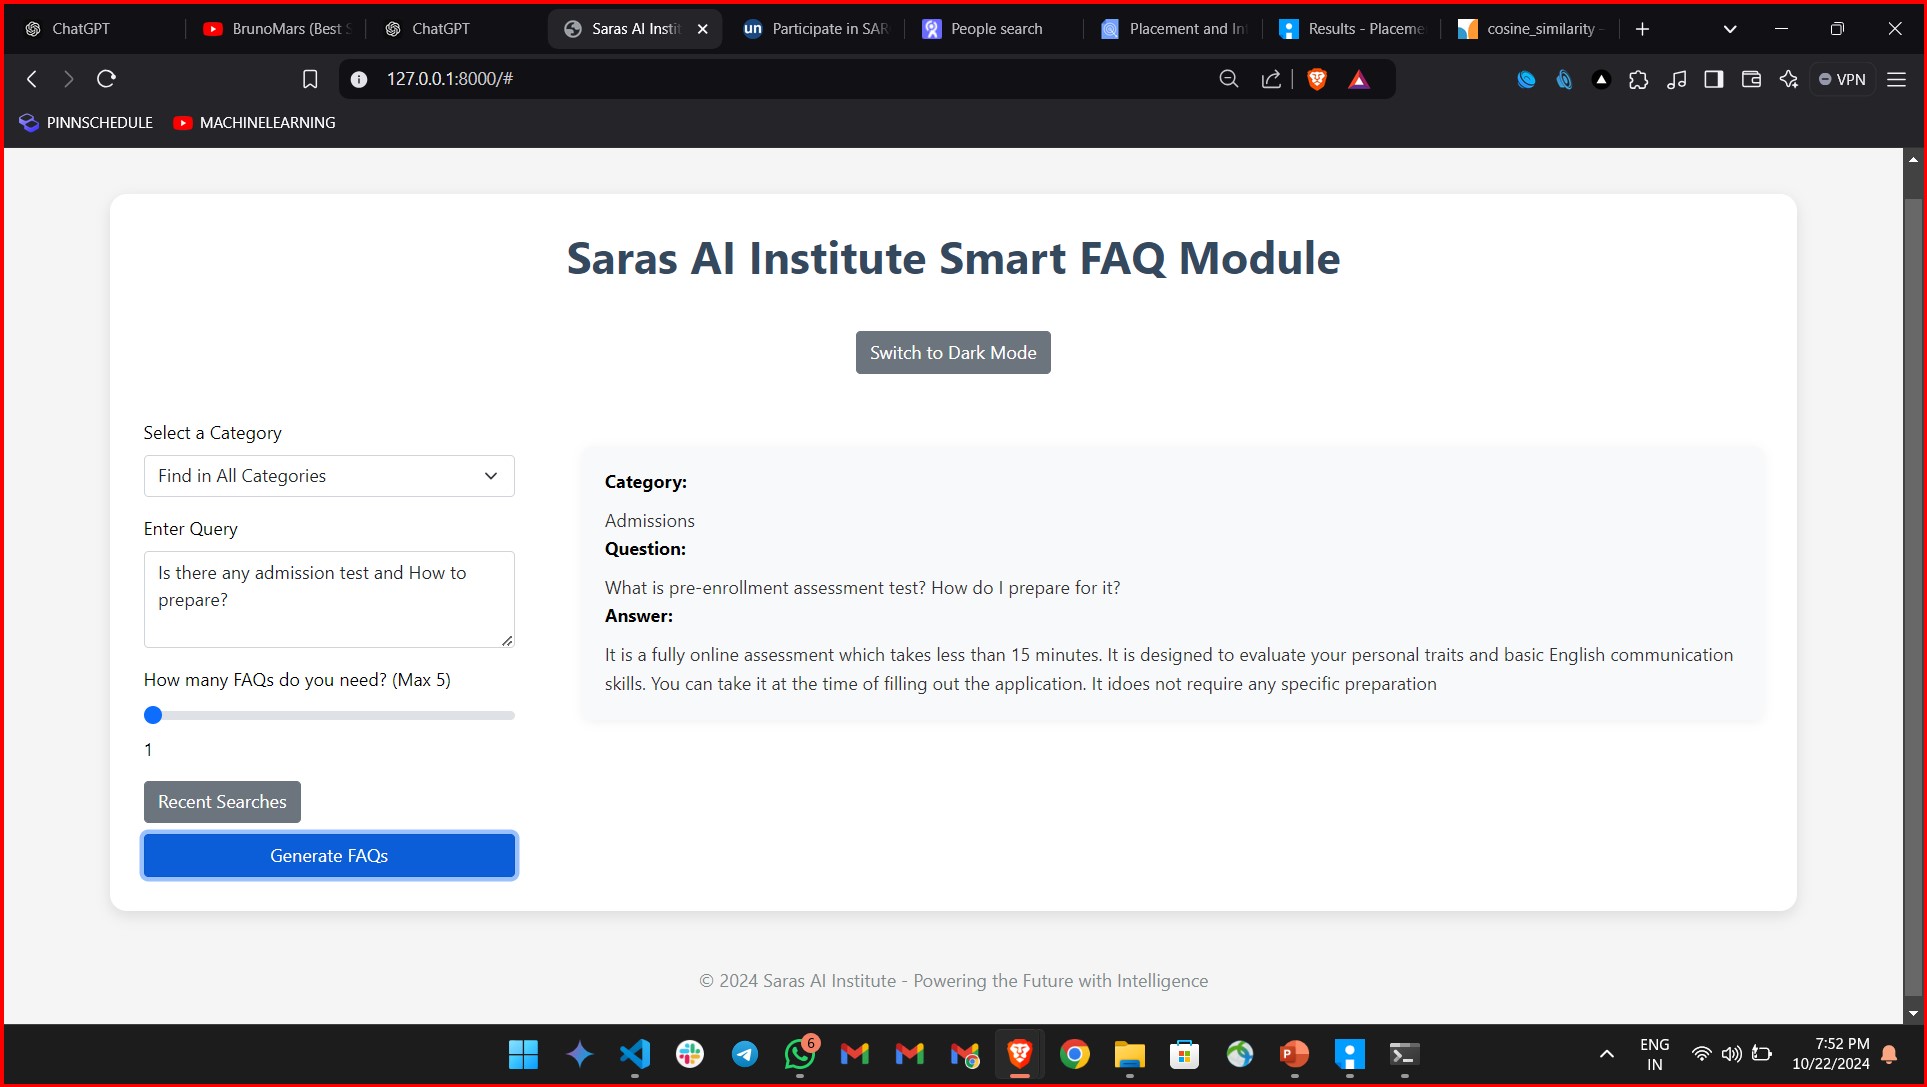 ChatGPT
BrunoMars (Best S
ChatGPT
Saras AI Instit
un Participate in SAR
People search
Placement and Int
Results - Placeme
cosine_similarity -
127.0.0.1:8000/#
VPN
PINNSCHEDULE
MACHINELEARNING
Saras AI Institute Smart FAQ Module
Switch to Dark Mode
Select a Category
Find in All Categories
Enter Query
Is there any admission test and How to
prepare?
How many FAQs do you need? (Max 5)
1
Recent Searches
Generate FAQs
Category:
Admissions
Question:
What is pre-enrollment assessment test? How do I prepare for it?
Answer:
It is a fully online assessment which takes less than 15 minutes. It is designed to evaluate your personal traits and basic English communication
skills. You can take it at the time of filling out the application. It idoes not require any specific preparation
© 2024 Saras AI Institute - Powering the Future with Intelligence
6
ENG
IN
7:52 PM
10/22/2024